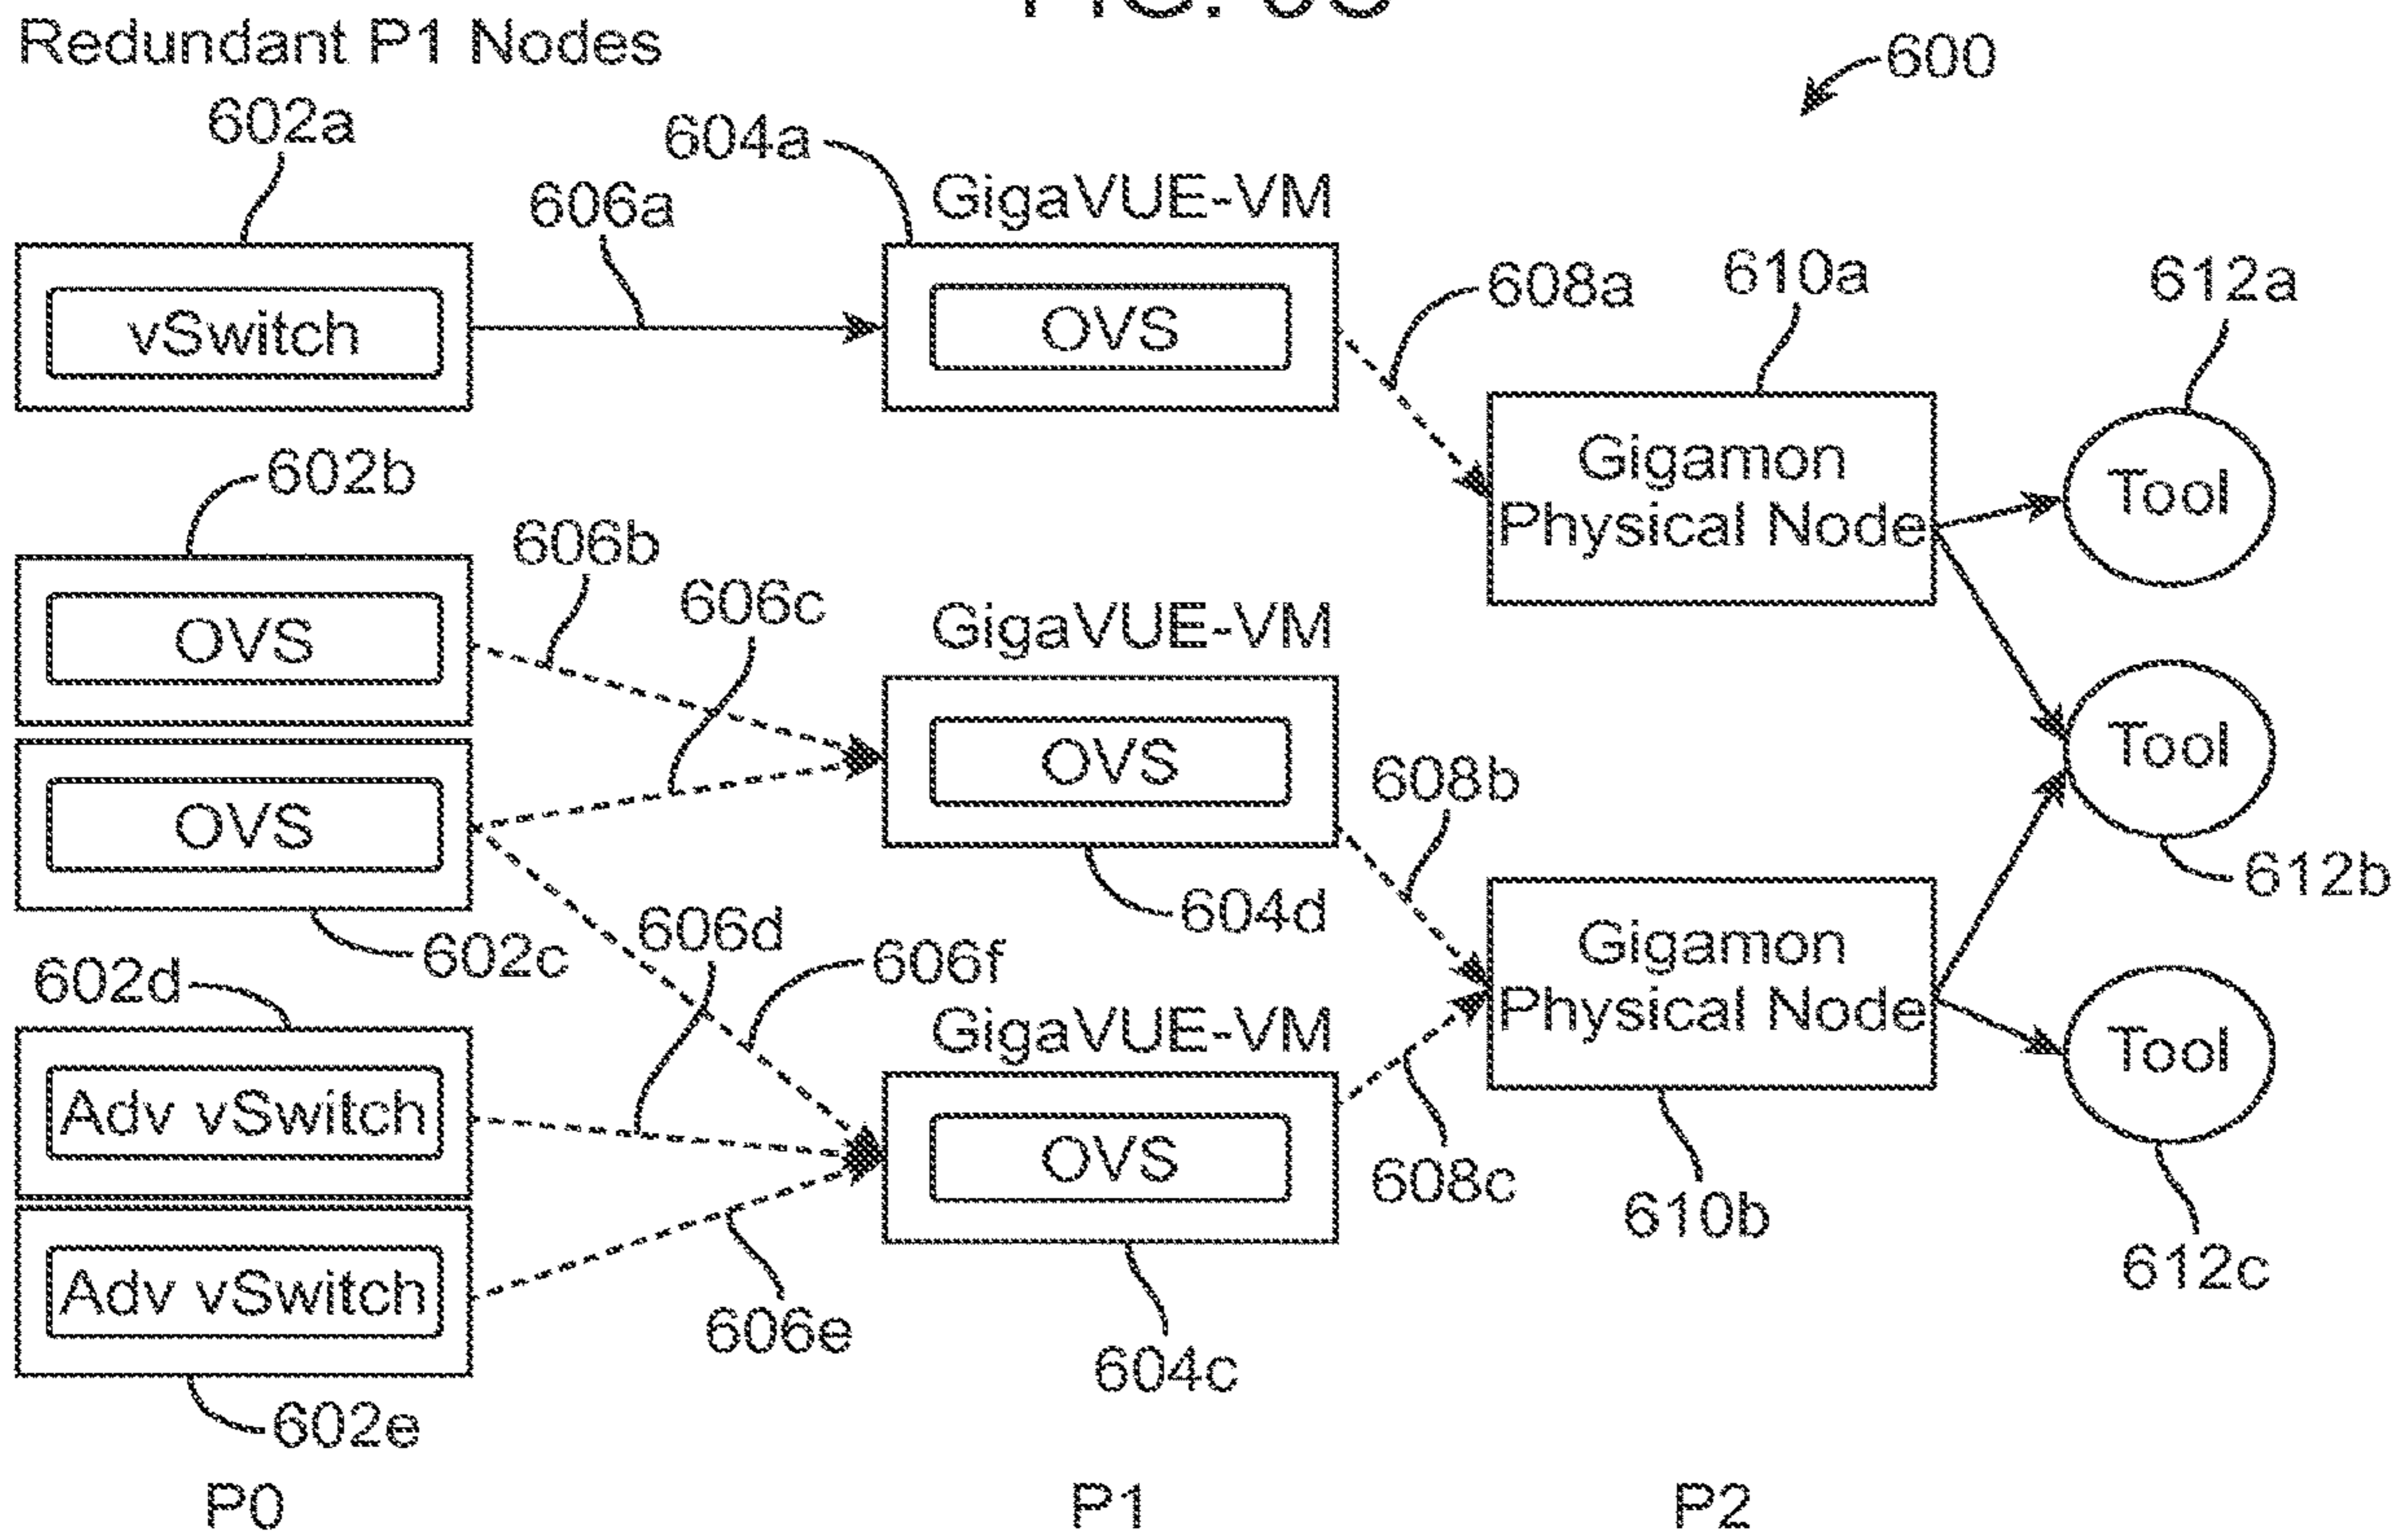 Redundant P1 Nodes
600
602a
604a
606a
GigaVUE-VM
vSwitch
OVS
608a
610a
612a
Gigamon
Physical Node
Tool
602b
606b
606c
OVS
GigaVUE-VM
OVS
Tool
612b
OVS
602c
608b
604d
606d
606f
Gigamon
Physical Node
602d
GigaVUE-VM
Adv vSwitch
OVS
Tool
608c
610b
612c
Adv vSwitch
606e
604c
602e
P0
P1
P2